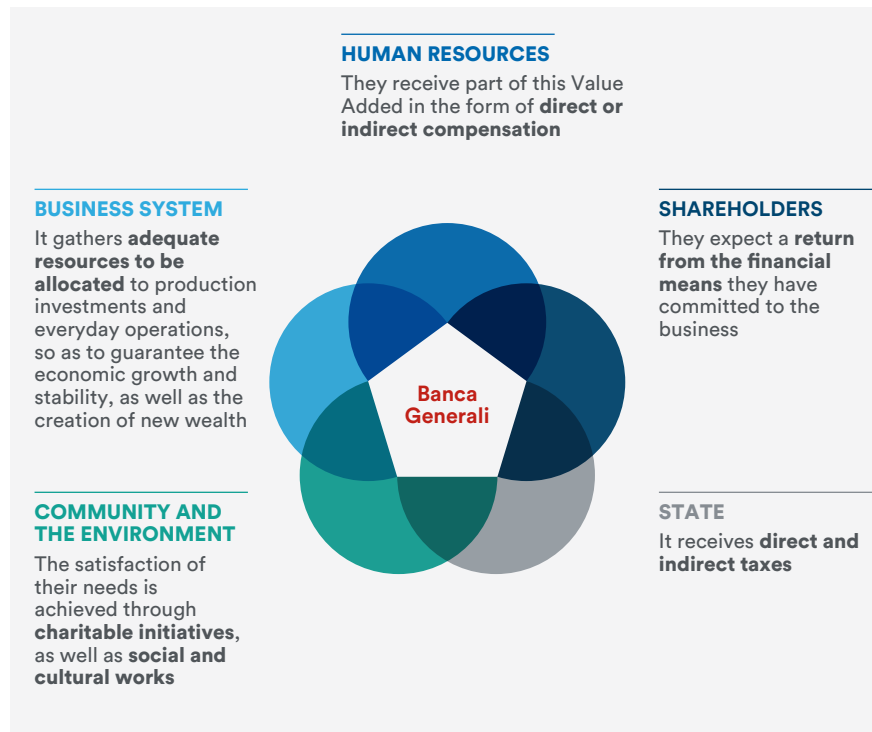 HUMAN RESOURCES
They receive part of this Value
Added in the form of direct or
indirect compensation
BUSINESS SYSTEM
It gathers adequate
resources to be
allocated to production
investments and
everyday operations,
so as to guarantee the
economic growth and
stability, as well as the
creation of new wealth
SHAREHOLDERS
They expect a return
from the financial
means they have
committed to the
business
Banca
Generali
COMMUNITY AND
THE ENVIRONMENT
The satisfaction of
their needs is
achieved through
charitable initiatives,
as well as social and
cultural works
STATE
It receives direct and
indirect taxes